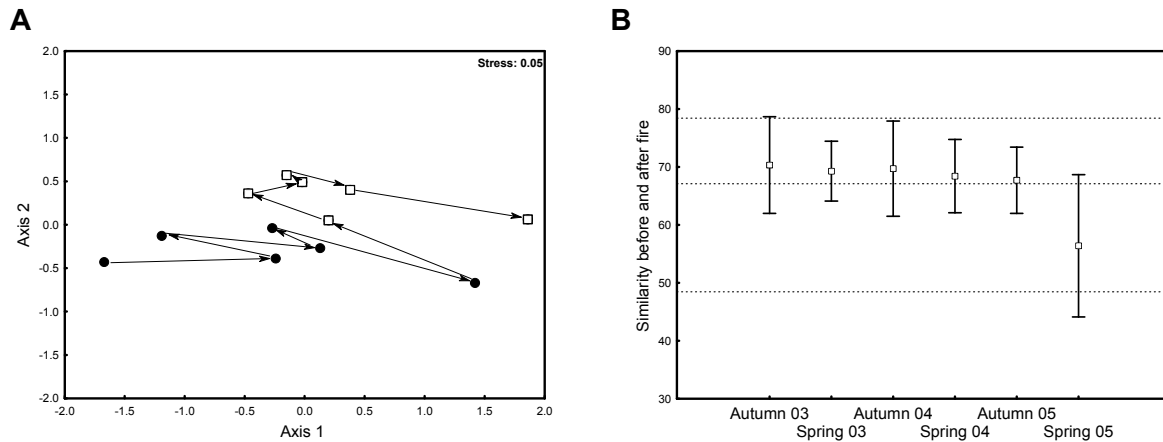 A
2.0
1.5
1.0
0.5
0.0
-0.5
-1.0
-1.5
-2.0
Axis 2
Stress: 0.05
-2.0 -1.5 -1.0 -0.5 0.0 0.5 1.0 1.5 2.0
Axis 1
B
90
80
70
60
50
40
30
Similarity before and after fire
Autumn 03 Autumn 04 Autumn 05
Spring 03 Spring 04 Spring 05